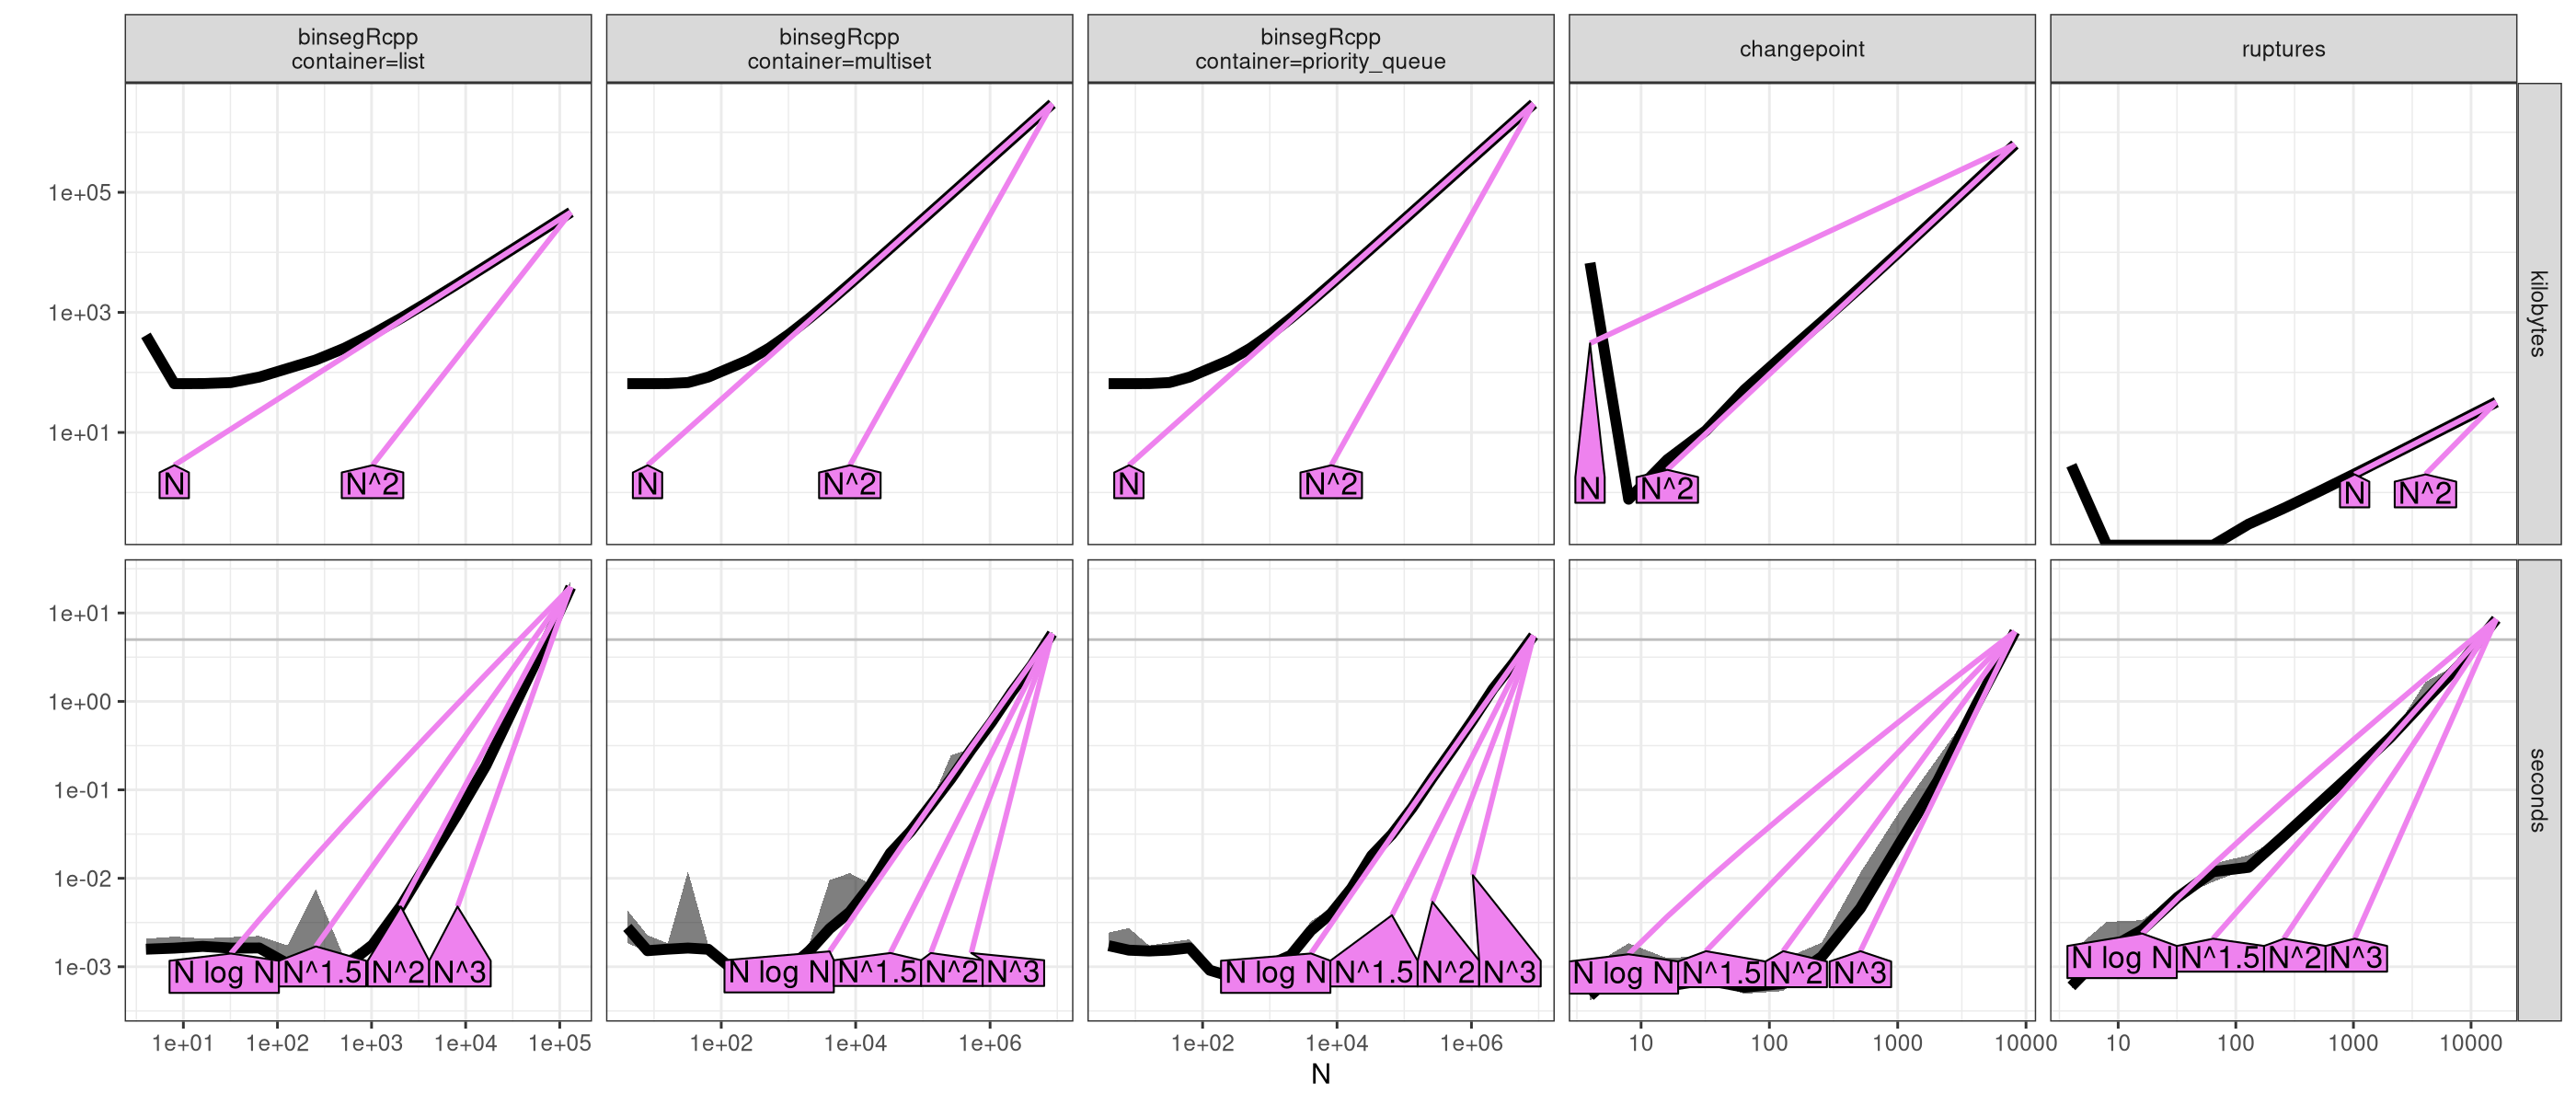 binsegRcpp
container=list
binsegRcpp
container=multiset
binsegRcpp
container=priority_queue
changepoint
ruptures
1e+05
1e+03
1e+01
N
N^2
N
N^2
N
N^2
N
N^2
N
N^2
kilobytes
1e+01
1e+00
1e-01
1e-02
1e-03
N log N
N^1.5
N^2
N^3
N log N
N^1.5
N^2
N^3
N log N
N^1.5
N^2
N^3
N log N
N^1.5
N^2
N^3
N log N
N^1.5
N^2
N^3
seconds
1e+01
1e+02
1e+03
1e+04
1e+05
1e+02
1e+04
1e+06
1e+02
1e+04
1e+06
10
100
1000
10000
10
100
1000
10000
N